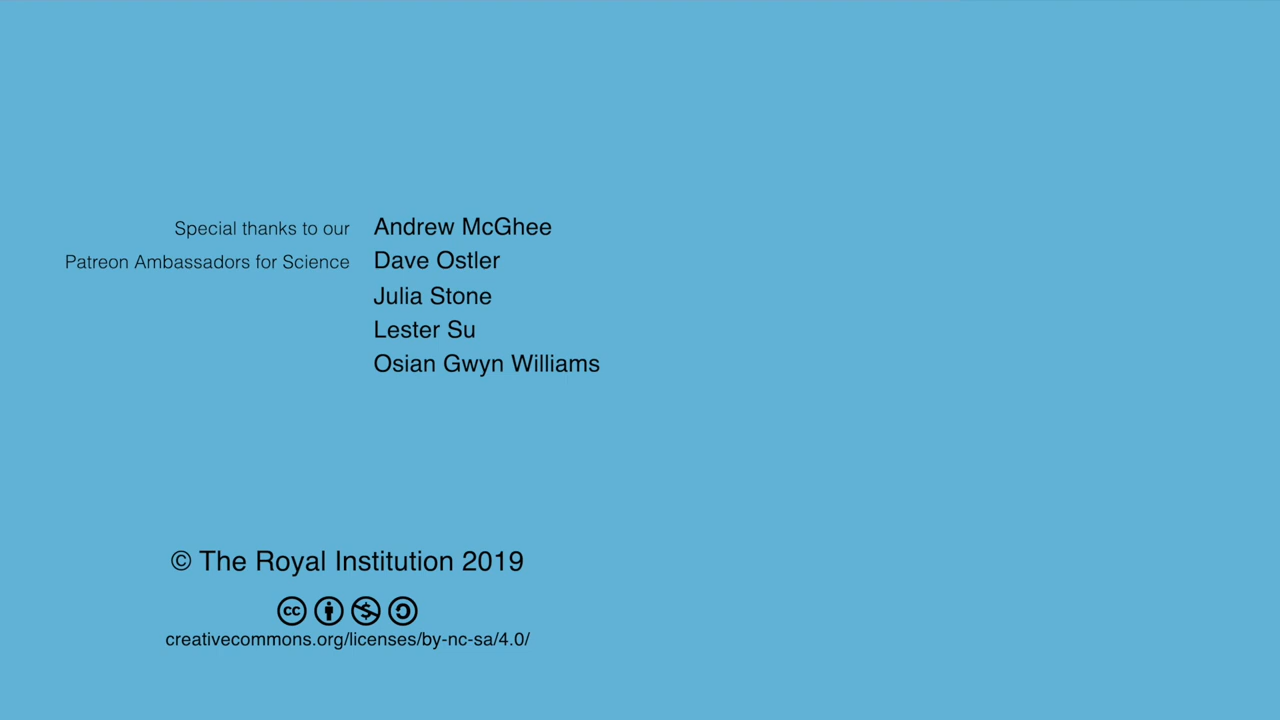 Special thanks to our Andrew McGhee
Patreon Ambassadors for Science Dave Ostler
Julia Stone
Lester Su
Osian Gwyn Williams
© The Royal Institution 2019
cc
creativecommons.org/licenses/by-nc-sa/4.0/